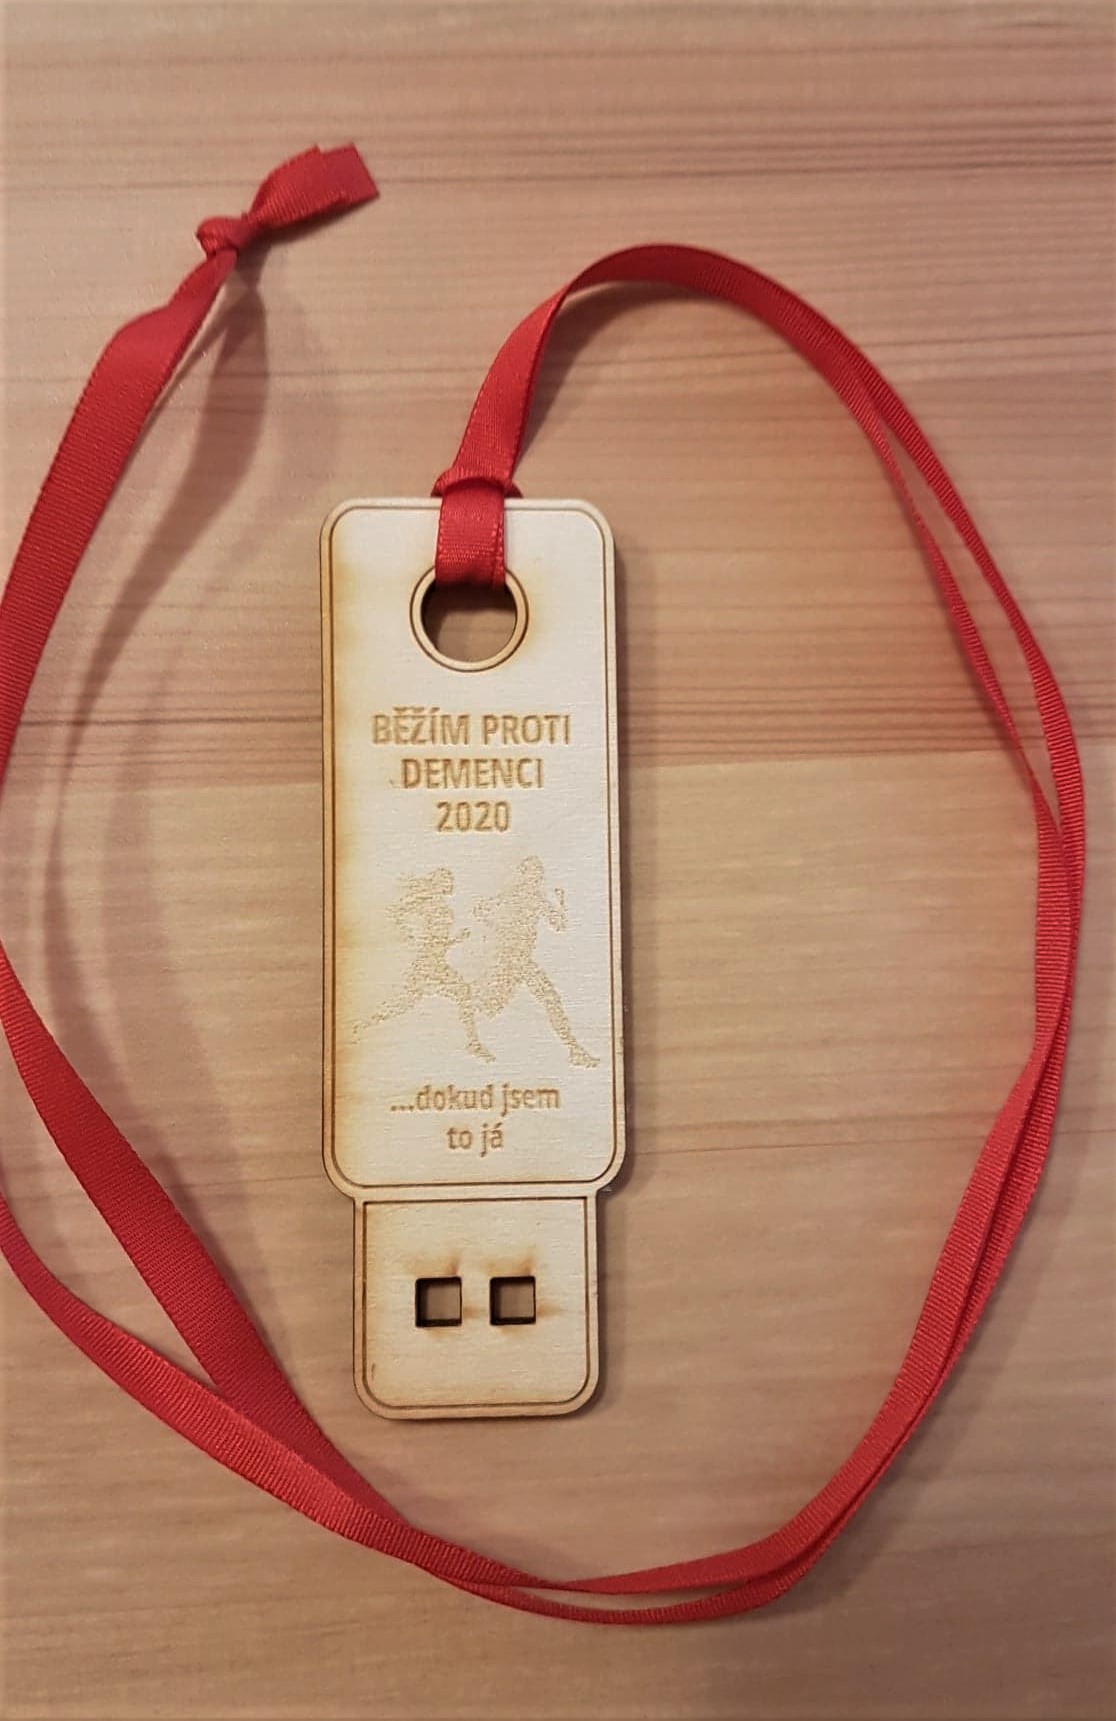 BĚŽÍM PROTI
DEMENCI
2020
...dokud jsem
to já